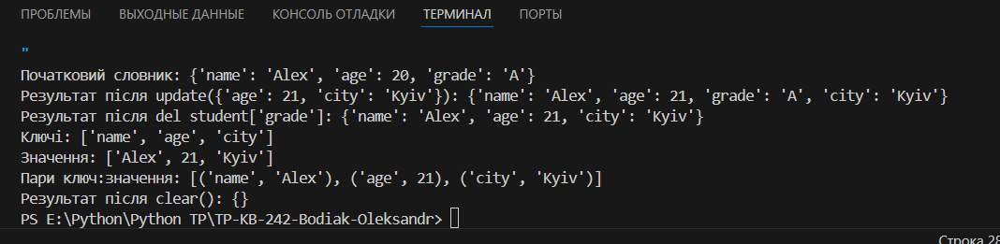 ПРОБЛЕМЫ ВЫХОДНЫЕ ДАННЫЕ КОНСОЛЬ ОТЛАДКИ ТЕРМИНАЛ ПОРТЫ
"
Початковий словник: {'name': 'Alex', 'age': 20, 'grade': 'A'}
Результат після update({'age': 21, 'city': 'Kyiv'}): {'name': 'Alex', 'age': 21, 'grade': 'A', 'city': 'Kyiv'}
Результат після del student['grade']: {'name': 'Alex', 'age': 21, 'city': 'Kyiv'}
Ключі: ['name', 'age', 'city']
Значення: ['Alex', 21, 'Kyiv']
Пари ключ:значення: [('name', 'Alex'), ('age', 21), ('city', 'Kyiv')]
Результат після clear(): {}
PS E:\Python\Python TP\TP-KB-242-Bodiak-Oleksandr>
Строка 28